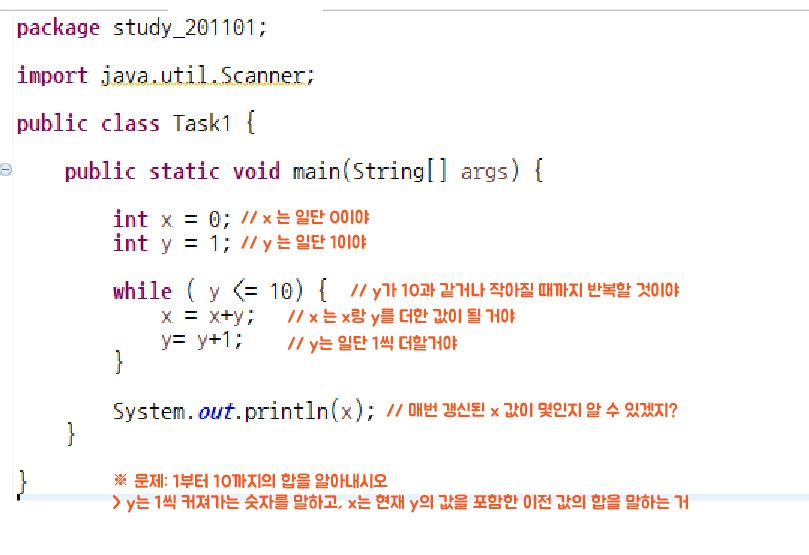 package study_201101;
import java.util.Scanner;
public class Task1 {
public static void main(String[] args) {
int x = 0; // x 는 일단 0이야
int y = 1; // y 는 일단 1이야
while ( y <= 10) { // y가 10과 같거나 작아질 때까지 반복할 것이야
x = x+y; // x 는 x랑 y를 더한 값이 될 거야
y= y+1; // y는 일단 1씩 더할거야
}
System.out.println(x); // 매번 갱신된 x 값이 몇인지 알 수 있겠지?
}
} ※ 문제: 1부터 10까지의 합을 알아내시오
> y는 1씩 커져가는 숫자를 말하고, x는 현재 y의 값을 포함한 이전 값의 합을 말하는 거